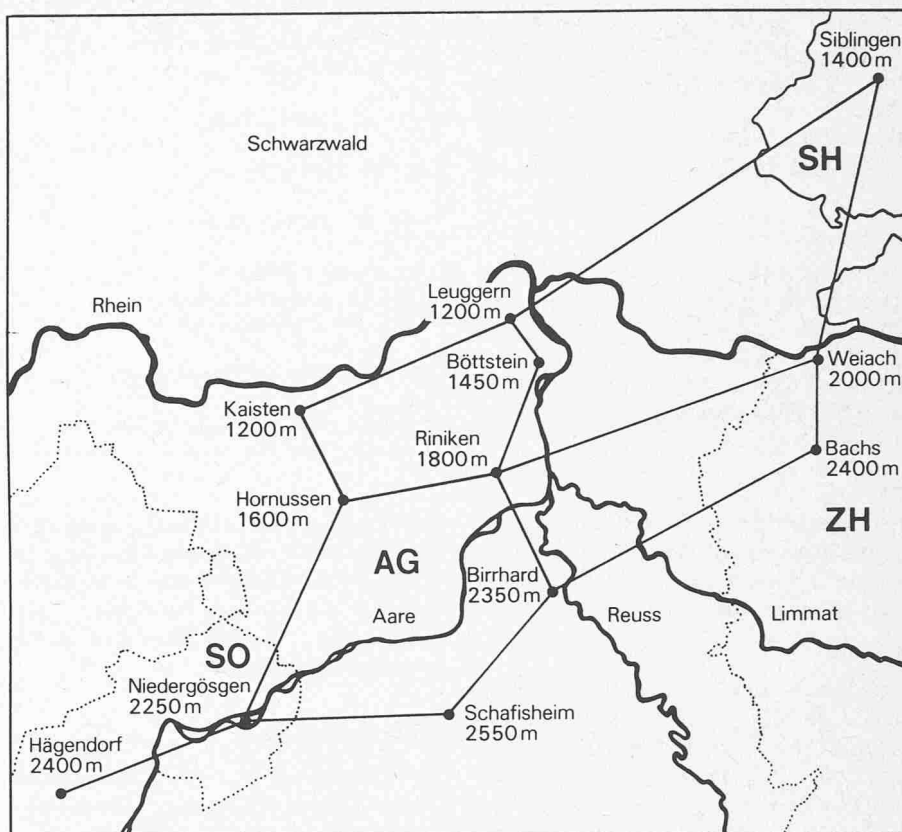 Siblingen
1400 m
Schwarzwald
SH
Rhein
Leuggern
1200 m
Böttstein
1450 m
Weiach
2000 m
Kaisten
1200 m
Riniken
1800 m
Bachs
2400 m
Hornussen
1600 m
ZH
AG
Birrhard
2350 m
Aare
Reuss
Limmat
SO
Niedergösgen
2250 m
Schafisheim
2550 m
Hägendorf
2400 m